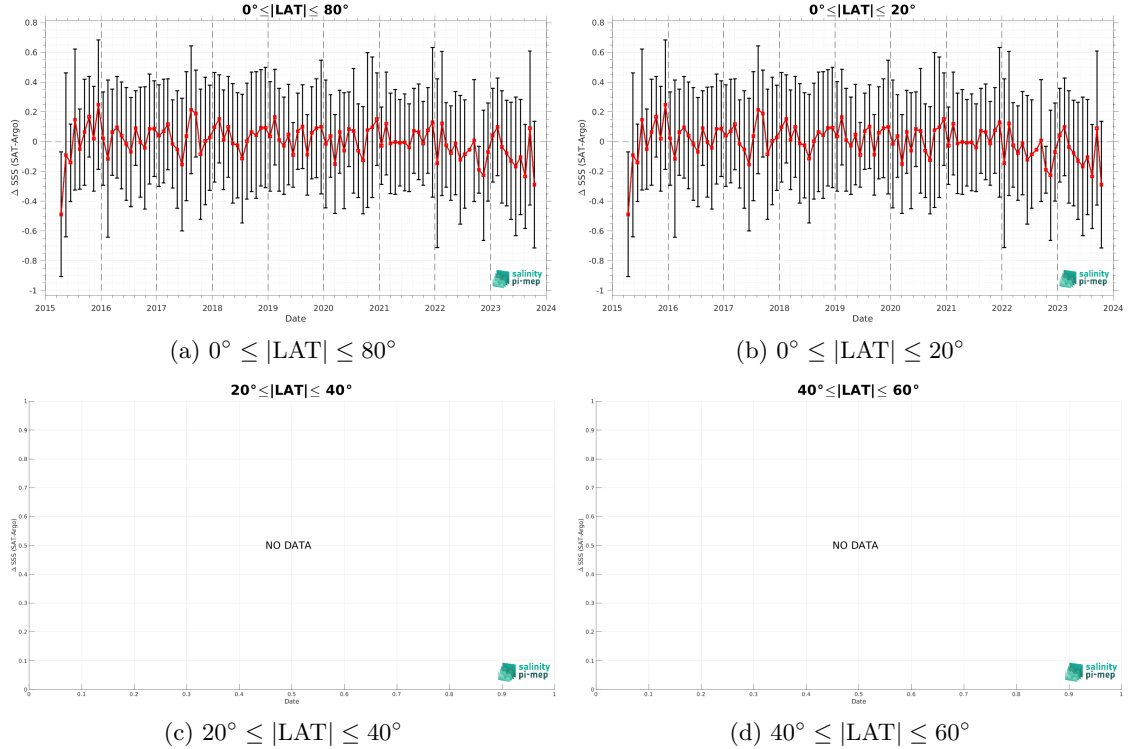 0°≤|LAT|≤ 80°
Δ SSS (SAT-Argo)
0.8
0.6
0.4
0.2
0
-0.2
-0.4
-0.6
-0.8
-1
2015 2016 2017 2018 2019 2020 2021 2022 2023 2024
Date
salinity
pi-mep
(a) 0° ≤ |LAT| ≤ 80°
0°≤|LAT|≤ 20°
Δ SSS (SAT-Argo)
0.8
0.6
0.4
0.2
0
-0.2
-0.4
-0.6
-0.8
-1
2015 2016 2017 2018 2019 2020 2021 2022 2023 2024
Date
salinity
pi-mep
(b) 0° ≤ |LAT| ≤ 20°
20°≤|LAT|≤ 40°
Δ SSS (SAT-Argo)
1
0.9
0.8
0.7
0.6
0.5
0.4
0.3
0.2
0.1
0
NO DATA
0 0.1 0.2 0.3 0.4 0.5 0.6 0.7 0.8 0.9 1
Date
salinity
pi-mep
(c) 20° ≤ |LAT| ≤ 40°
40°≤|LAT|≤ 60°
Δ SSS (SAT-Argo)
1
0.9
0.8
0.7
0.6
0.5
0.4
0.3
0.2
0.1
0
NO DATA
0 0.1 0.2 0.3 0.4 0.5 0.6 0.7 0.8 0.9 1
Date
salinity
pi-mep
(d) 40° ≤ |LAT| ≤ 60°